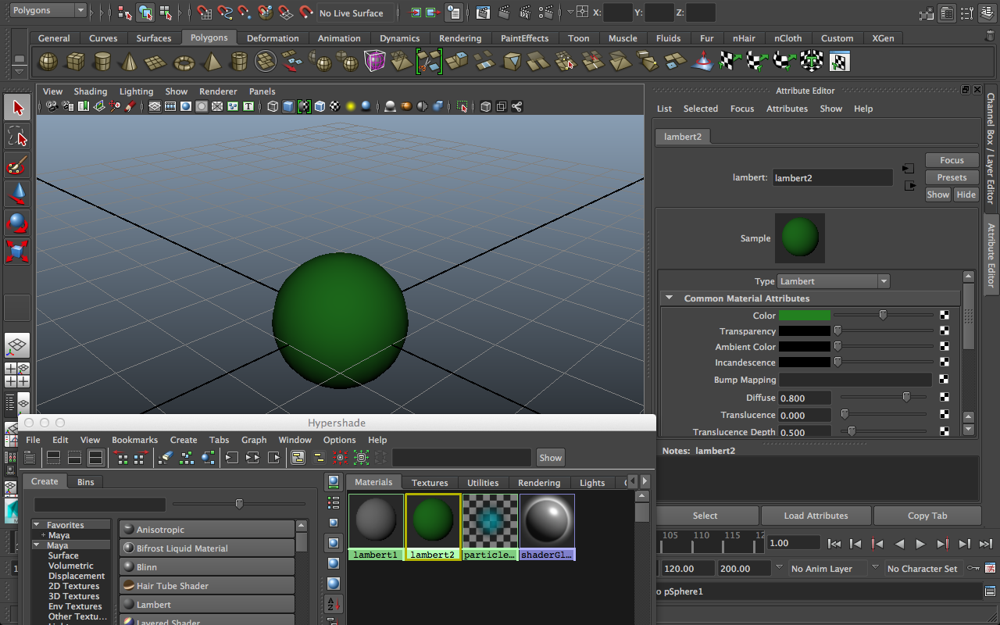 Polygons
No Live Surface
X:
Y:
Z:
General Curves Surfaces Polygons Deformation Animation Dynamics Rendering PaintEffects Toon Muscle Fluids Fur nHair nCloth Custom XGen
View Shading Lighting Show Renderer Panels
Attribute Editor
List Selected Focus Attributes Show Help
lambert2
lambert: lambert2
Focus
Presets
Show Hide
Sample
Type Lambert
Common Material Attributes
Color
Transparency
Ambient Color
Incandescence
Bump Mapping
Diffuse 0.800
Translucence 0.000
Translucence Depth 0.500
Notes: lambert2
Select Load Attributes Copy Tab
Channel Box / Layer Editor
Attribute Editor
105 110 115 12
1.00
120.00 200.00 No Anim Layer No Character Set
o pSphere1
Hypershade
File Edit View Bookmarks Create Tabs Graph Window Options Help
Show
Create Bins
Favorites
+ Maya
Maya
Surface
Volumetric
Displacement
2D Textures
3D Textures
Env Textures
Other Textu...
Anisotropic
Bifrost Liquid Material
Blinn
Hair Tube Shader
Lambert
Layered Shader
Materials Textures Utilities Rendering Lights
lambert1 lambert2 particle... shaderGl...